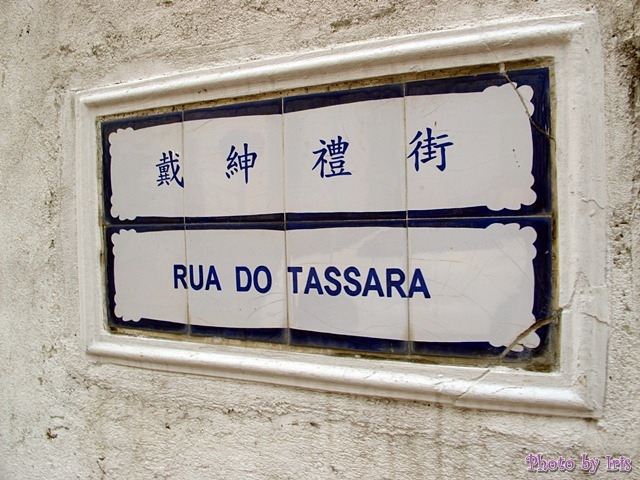 戴紳禮街
RUA DO TASSARA
Photo by Iris